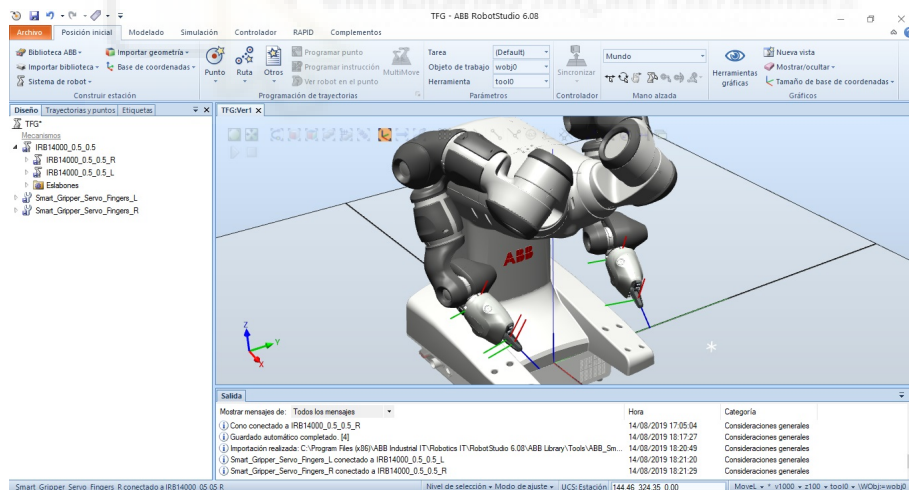 TFG - ABB RobotStudio 6.08
Archivo Posición inicial Modelado Simulación Controlador RAPID Complementos
Biblioteca ABB Importar geometría
Importar biblioteca Base de coordenadas
Sistema de robot
Construir estación
Punto Ruta Otros
Programar punto
Programar instrucción
Ver robot en el punto
MultiMove
Programación de trayectorias
Tarea (Default)
Objeto de trabajo wobj0
Herramienta tool0
Parámetros
Sincronizar
Controlador
Mundo
Mano alzada
Herramientas gráficas
Nueva vista
Mostrar/ocultar
Tamaño de base de coordenadas
Gráficos
Diseño Trayectorias y puntos Etiquetas
TFG:Ver1
TFG*
Mecanismos
IRB14000_0.5_0.5
IRB14000_0.5_0.5_R
IRB14000_0.5_0.5_L
Eslabones
Smart_Gripper_Servo_Fingers_L
Smart_Gripper_Servo_Fingers_R
ABB
Z
Y
X
Salida
Mostrar mensajes de: Todos los mensajes Hora Categoría
Cono conectado a IRB14000_0.5_0.5_R 14/08/2019 17:05:04 Consideraciones generales
Guardado automático completado. [4] 14/08/2019 18:17:27 Consideraciones generales
Importación realizada: C:\Program Files (x86)\ABB Industrial IT\Robotics IT\RobotStudio 6.08\ABB Library\Tools\ABB_Sm... 14/08/2019 18:20:49 Consideraciones generales
Smart_Gripper_Servo_Fingers_L conectado a IRB14000_0.5_0.5_L 14/08/2019 18:21:20 Consideraciones generales
Smart_Gripper_Servo_Fingers_R conectado a IRB14000_0.5_0.5_R 14/08/2019 18:21:29 Consideraciones generales
Smart_Gripper_Servo_Fingers_R conectado a IRB14000_0.5_0.5_R Nivel de selección Modo de ajuste UCS: Estación 144.46 324.35 0.00 MoveL * v1000 z100 tool0 \WObj:=wobj0